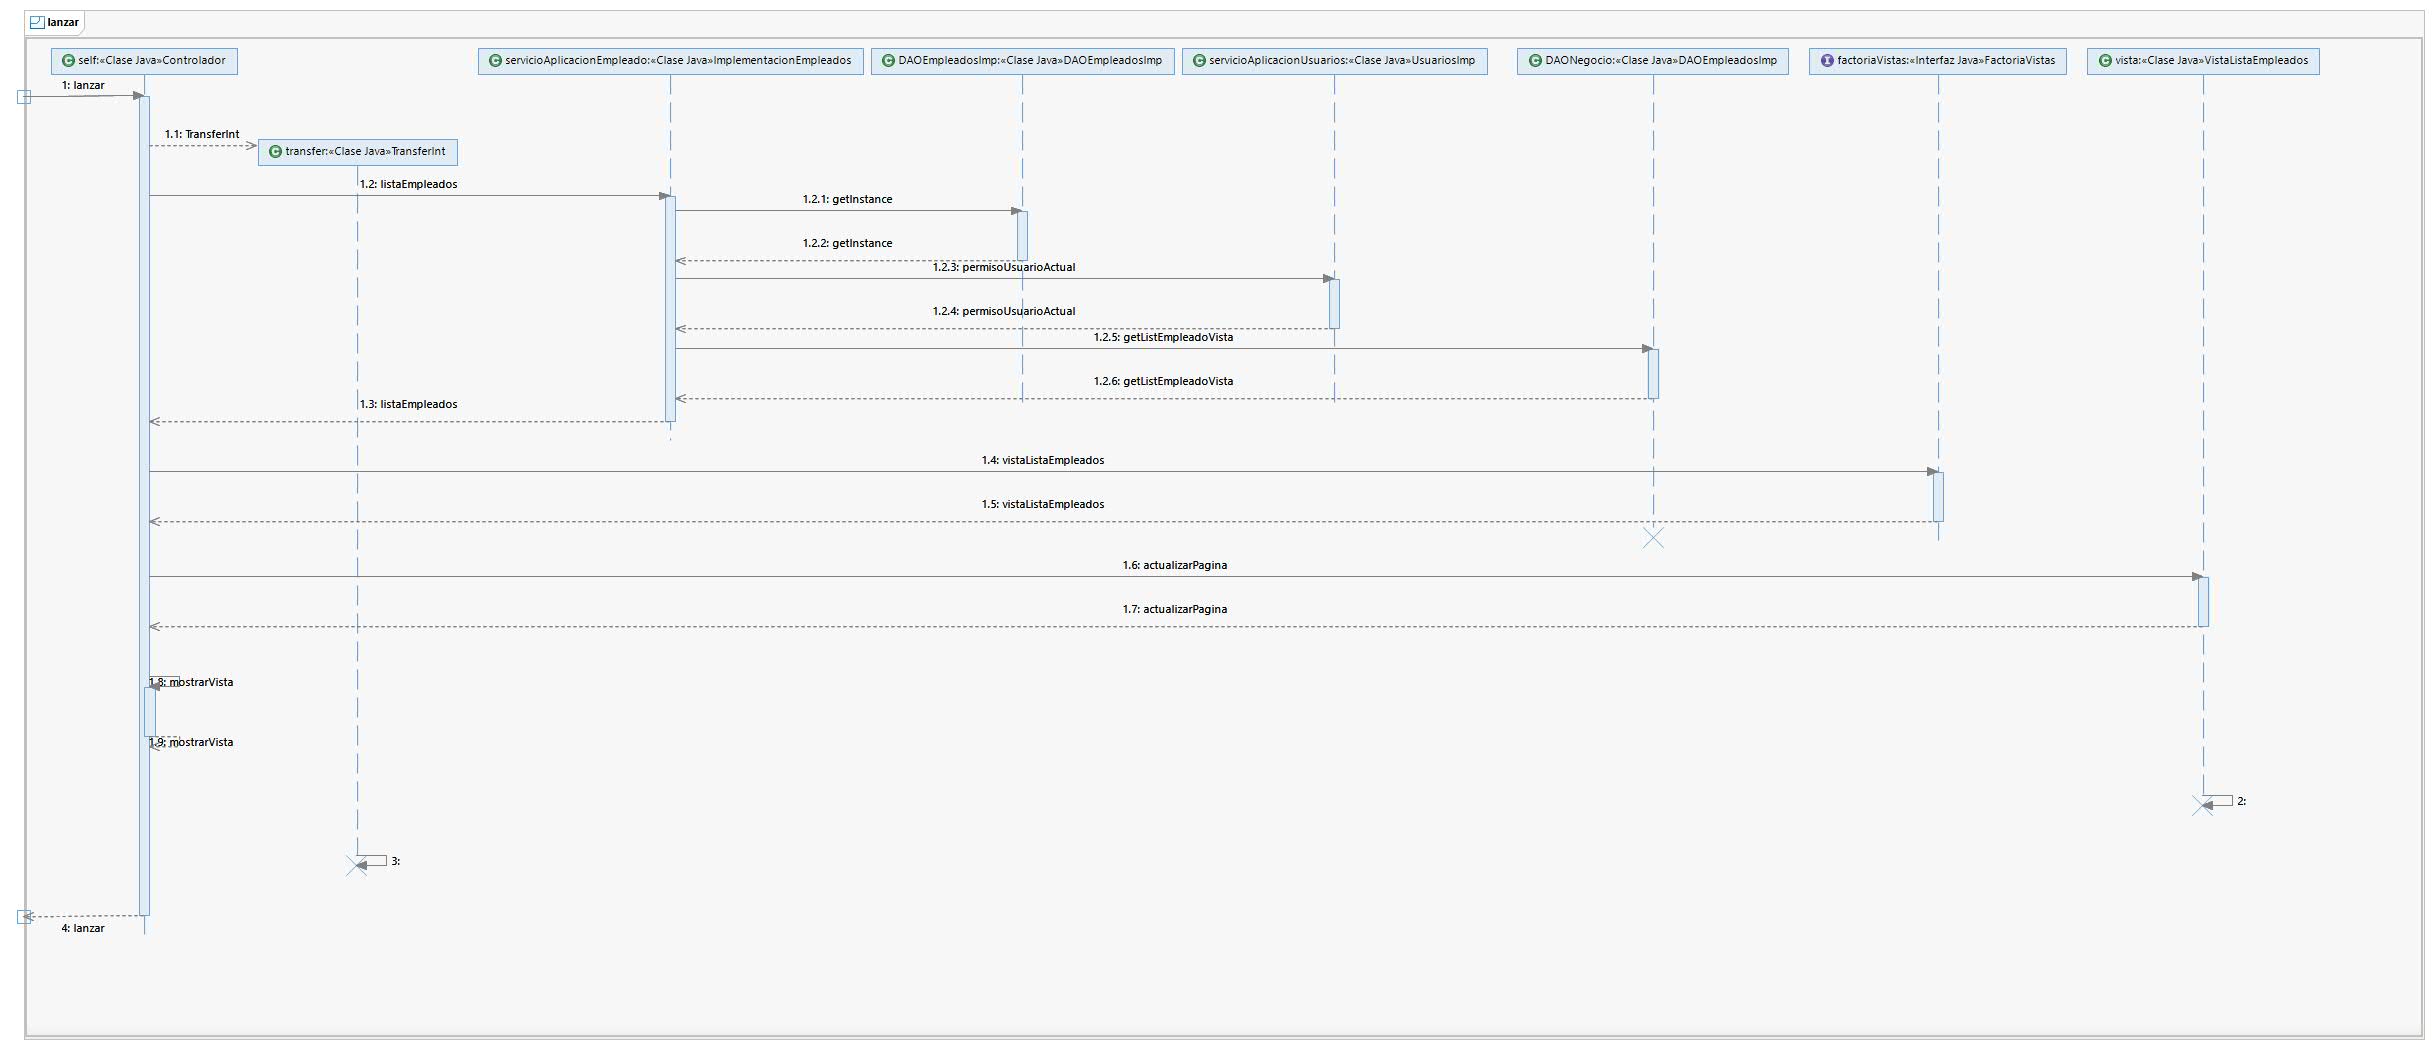 lanzar
self:«Clase Java»Controlador
servicioAplicacionEmpleado:«Clase Java»ImplementacionEmpleados
DAOEmpleadosImp:«Clase Java»DAOEmpleadosImp
servicioAplicacionUsuarios:«Clase Java»UsuariosImp
DAONegocio:«Clase Java»DAOEmpleadosImp
factoriaVistas:«Interfaz Java»FactoriaVistas
vista:«Clase Java»VistaListaEmpleados
1: lanzar
1.1: TransferInt
transfer:«Clase Java»TransferInt
1.2: listaEmpleados
1.2.1: getInstance
1.2.2: getInstance
1.2.3: permisoUsuarioActual
1.2.4: permisoUsuarioActual
1.2.5: getListEmpleadoVista
1.2.6: getListEmpleadoVista
1.3: listaEmpleados
1.4: vistaListaEmpleados
1.5: vistaListaEmpleados
1.6: actualizarPagina
1.7: actualizarPagina
1.8: mostrarVista
1.9: mostrarVista
2:
3:
4: lanzar